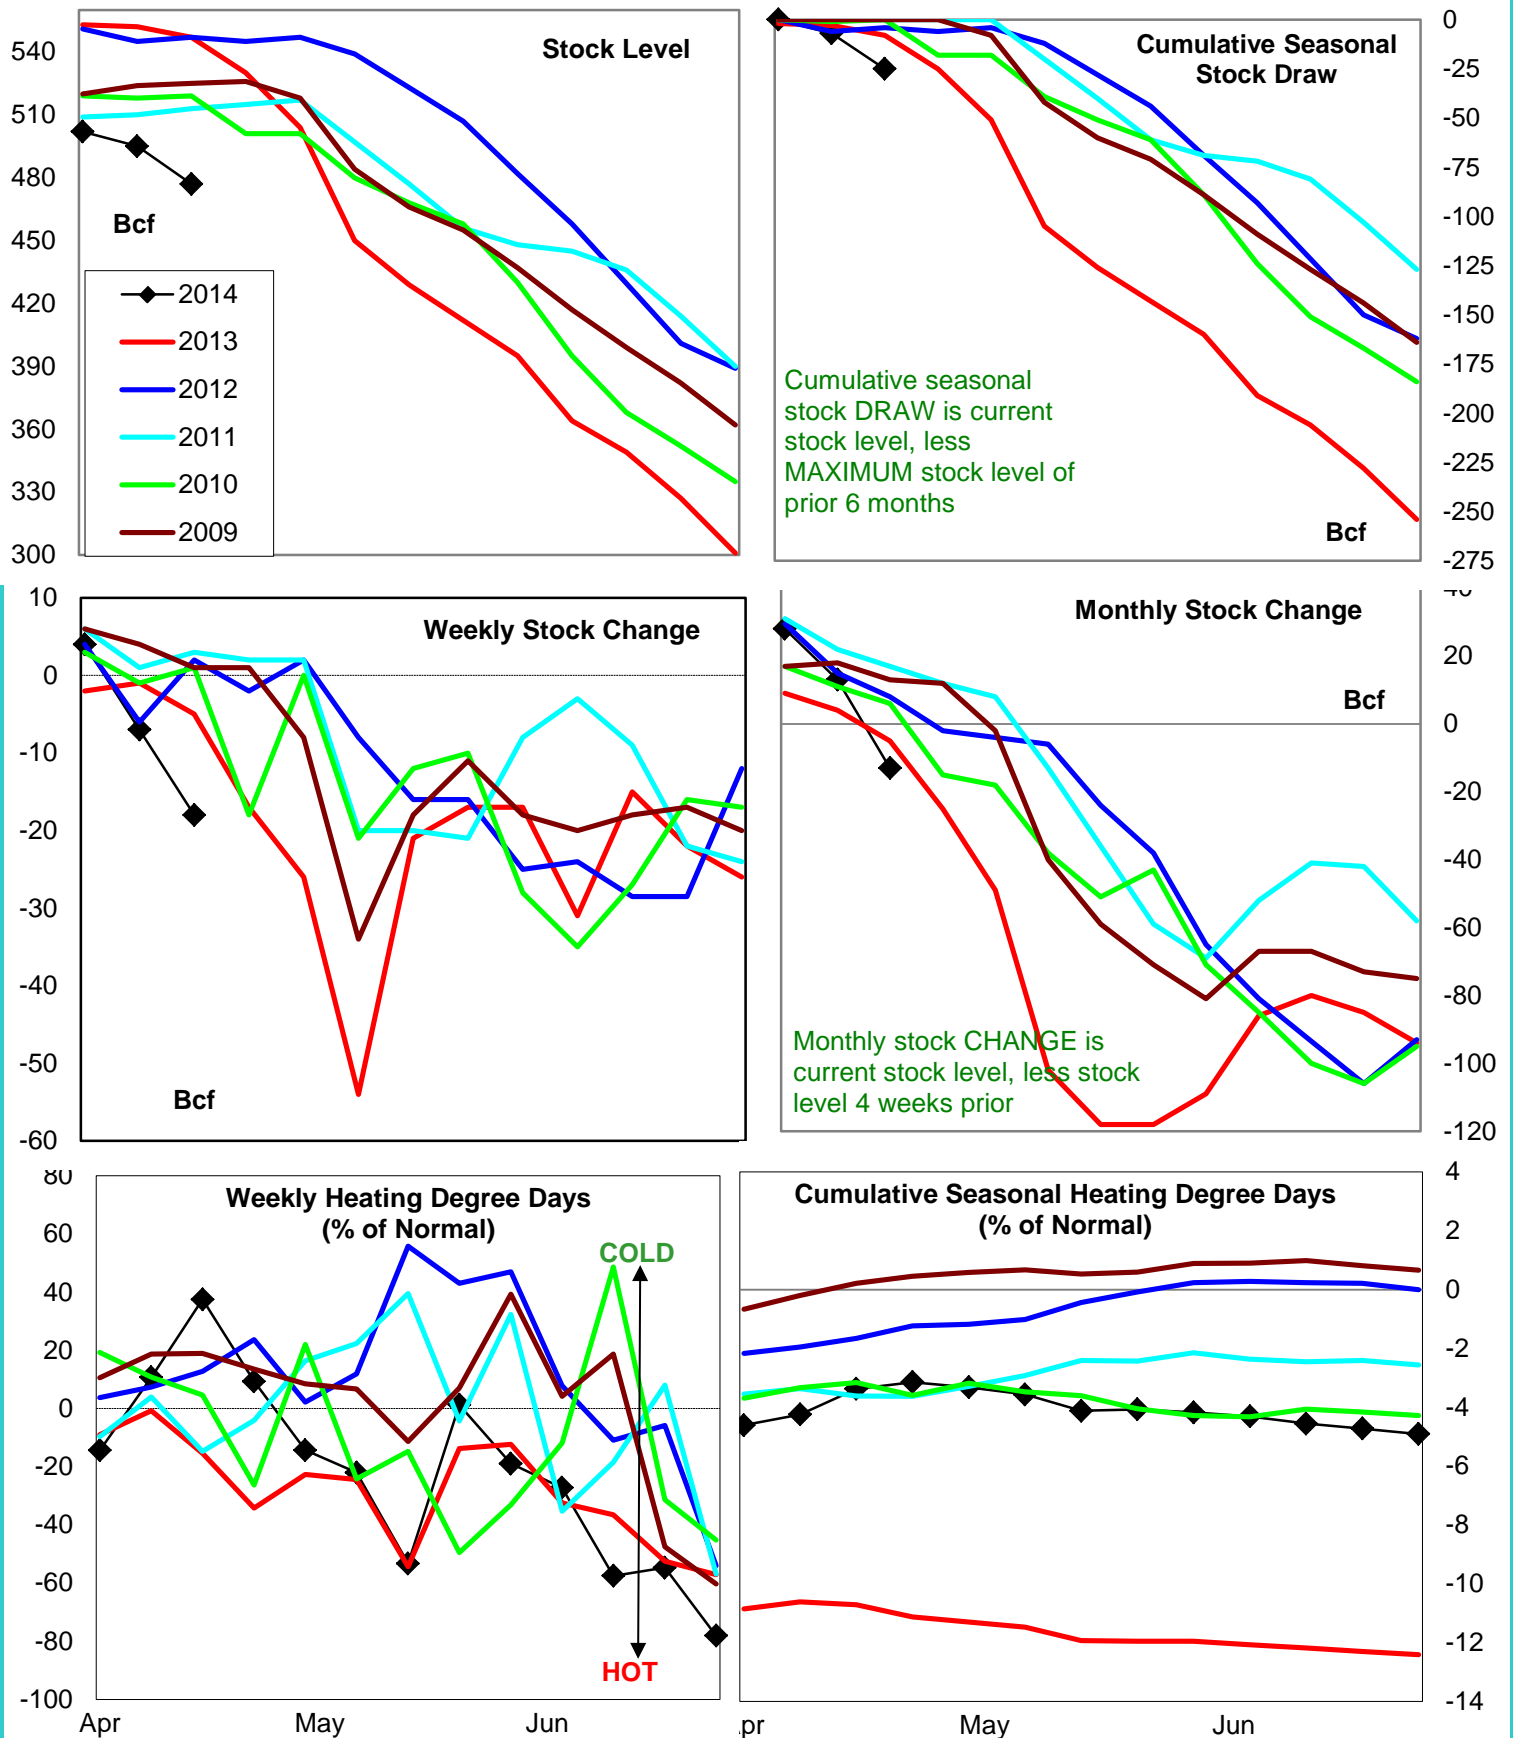 Stock Level
540
510
480
450
420
390
360
330
300
Bcf
2014
2013
2012
2011
2010
2009
Cumulative Seasonal
Stock Draw
0
-25
-50
-75
-100
-125
-150
-175
-200
-225
-250
-275
Cumulative seasonal
stock DRAW is current
stock level, less
MAXIMUM stock level of
prior 6 months
Bcf
Weekly Stock Change
10
0
-10
-20
-30
-40
-50
-60
Bcf
Monthly Stock Change
40
20
0
-20
-40
-60
-80
-100
-120
Bcf
Monthly stock CHANGE is
current stock level, less stock
level 4 weeks prior
Weekly Heating Degree Days
(% of Normal)
80
60
40
20
0
-20
-40
-60
-80
-100
COLD
HOT
Apr May Jun
Cumulative Seasonal Heating Degree Days
(% of Normal)
4
2
0
-2
-4
-6
-8
-10
-12
-14
pr May Jun